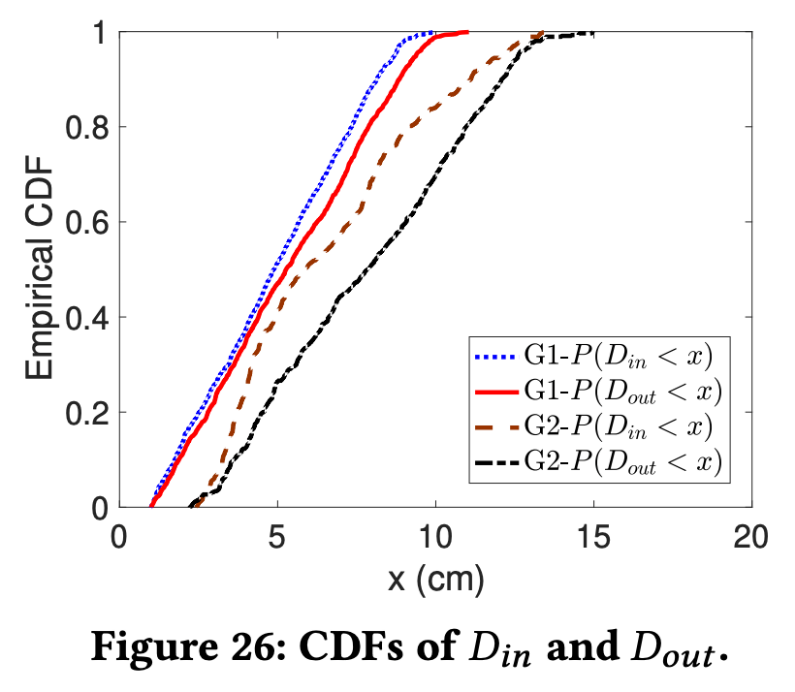 1
0.8
0.6
0.4
0.2
0
Empirical CDF
G1-P(D_in < x)
G1-P(D_out < x)
G2-P(D_in < x)
G2-P(D_out < x)
0 5 10 15 20
x (cm)
Figure 26: CDFs of D_in and D_out.